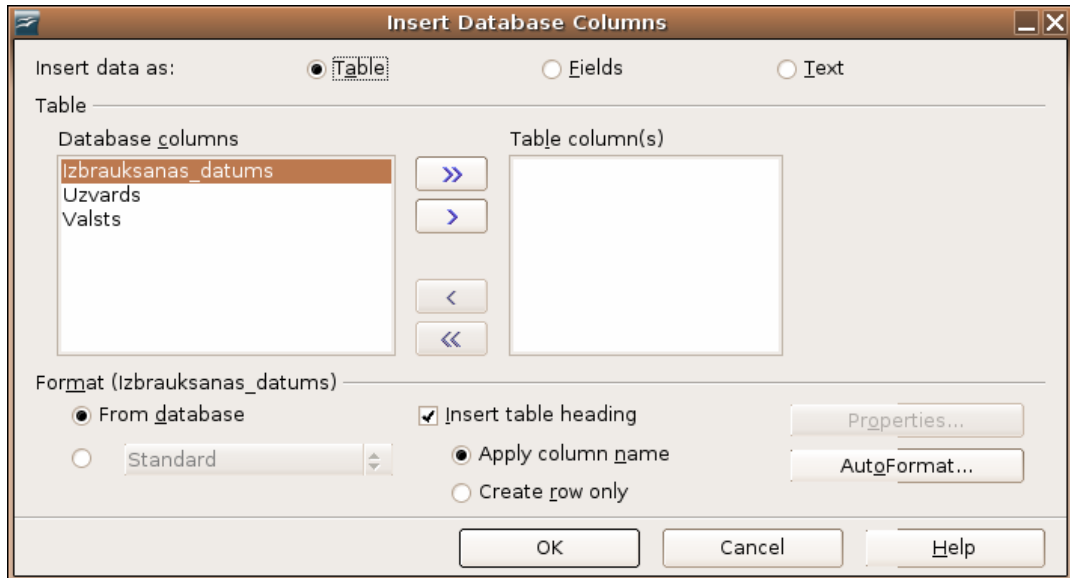 Insert Database Columns
Insert data as: Table Fields Text
Table
Database columns Table column(s)
Izbrauksanas_datums
Uzvards
Valsts
Format (Izbrauksanas_datums)
From database Insert table heading Properties...
Standard Apply column name AutoFormat...
Create row only
OK Cancel Help